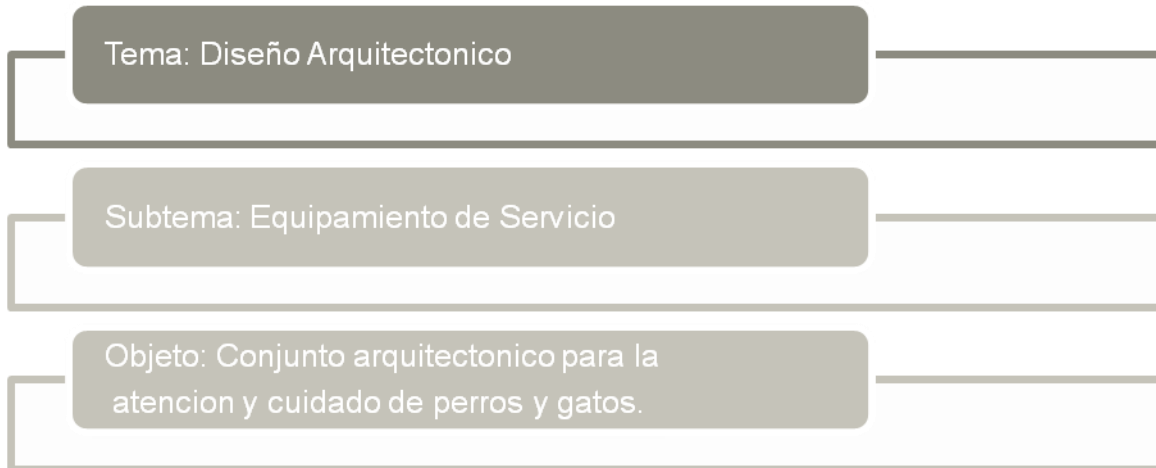 Tema: Diseño Arquitectonico
Subtema: Equipamiento de Servicio
Objeto: Conjunto arquitectonico para la
atencion y cuidado de perros y gatos.